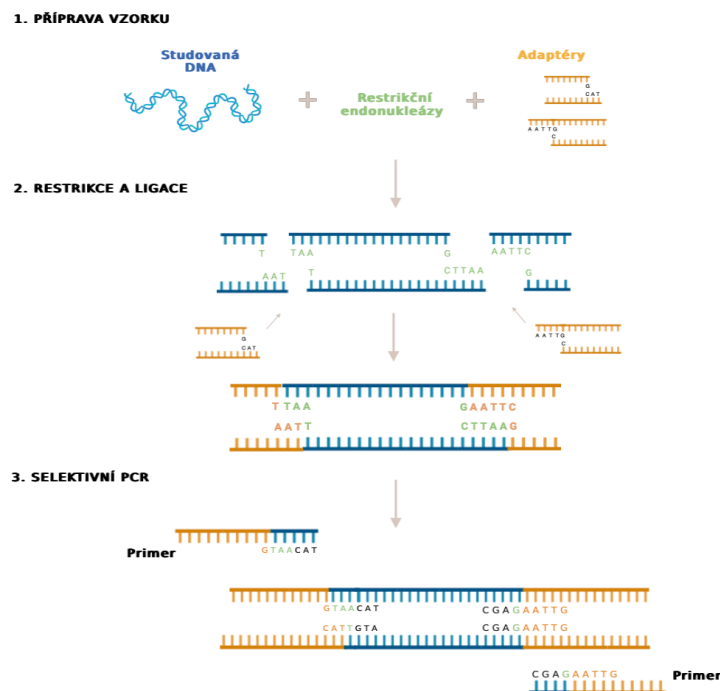 1. PŘÍPRAVA VZORKU
Studovaná
DNA
+
Restrikční
endonukleázy
+
Adaptéry
G
CAT
AATTG
C
2. RESTRIKCE A LIGACE
T TAA G AATTC
AAT T CTTAA G
G
CAT
AATTG
C
TTAA GAATTC
AATT CTTAAG
3. SELEKTIVNÍ PCR
Primer
GTAACAT
GTAACAT CGAGAATTG
CATTGTA CGAGAATTG
CGAGAATTG
Primer